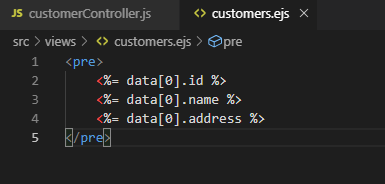 JS customerController.js <> customers.ejs ×
src > views > <> customers.ejs > pre
1 <pre>
2     <%= data[0].id %>
3     <%= data[0].name %>
4     <%= data[0].address %>
5 </pre>